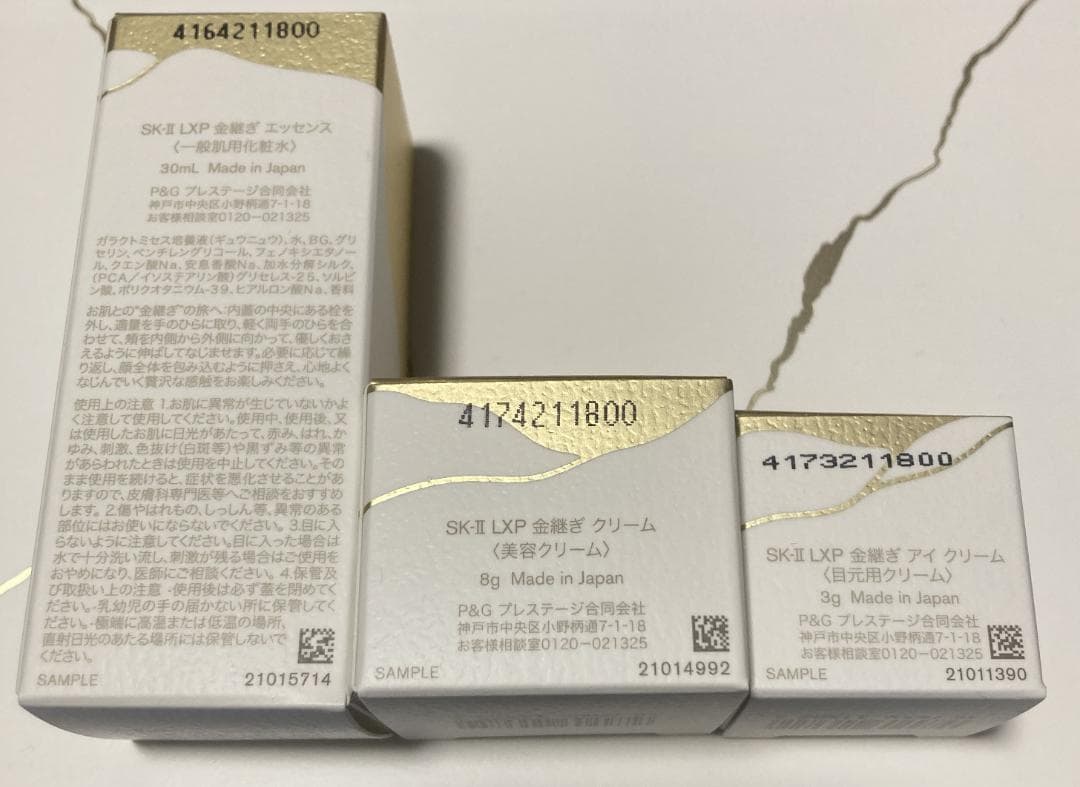 4164211800
SK-II LXP 金継ぎ エッセンス
〈一般肌用化粧水〉
30mL Made in Japan
P&G プレステージ合同会社
神戸市中央区小野柄通7-1-18
お客様相談室0120-021325
ガラクトミセス培養液(ギュウニュウ)、水、BG、グリ
セリン、ペンチレングリコール、フェノキシエタノー
ル、クエン酸Na、安息香酸Na、加水分解シルク、
(PCA/イソステアリン酸)グリセレス-25、ソルビ
ン酸、ポリクオタニウム-39、ヒアルロン酸Na、香料
お肌との"金継ぎ"の旅へ:内蓋の中央にある栓を
外し、適量を手のひらに取り、軽く両手のひらを合
わせて、頬を内側から外側に向かって、優しくおさ
えるように伸ばしてなじませます。必要に応じて繰
り返し、顔全体を包み込むように押さえ、心地よく
なじんでいく贅沢な感触をお楽しみください。
使用上の注意 1.お肌に異常が生じていないかよ
く注意して使用してください。使用中、使用後、又
は使用したお肌に日光があたって、赤み、はれ、か
ゆみ、刺激、色抜け(白斑等)や黒ずみ等の異常
があらわれたときは使用を中止してください。その
まま使用を続けると、症状を悪化させることがあ
りますので、皮膚科専門医等へご相談をおすすめ
します。2.傷やはれもの、しっしん等、異常のある
部位にはお使いにならないでください。3.目に入
らないように注意してください。目に入った場合は
水で十分洗い流し、刺激が残る場合はご使用を
おやめになり、医師にご相談ください。4.保管及
び取扱い上の注意 -使用後は必ず蓋を閉めてく
ださい。-乳幼児の手の届かない所に保管してく
ださい。-極端に高温または低温の場所、
直射日光のあたる場所には保管しないで
ください。
SAMPLE 21015714
4174211800
SK-II LXP 金継ぎ クリーム
〈美容クリーム〉
8g Made in Japan
P&G プレステージ合同会社
神戸市中央区小野柄通7-1-18
お客様相談室0120-021325
SAMPLE 21014992
4173211800
SK-II LXP 金継ぎ アイ クリーム
〈目元用クリーム〉
3g Made in Japan
P&G プレステージ合同会社
神戸市中央区小野柄通7-1-18
お客様相談室0120-021325
SAMPLE 21011390